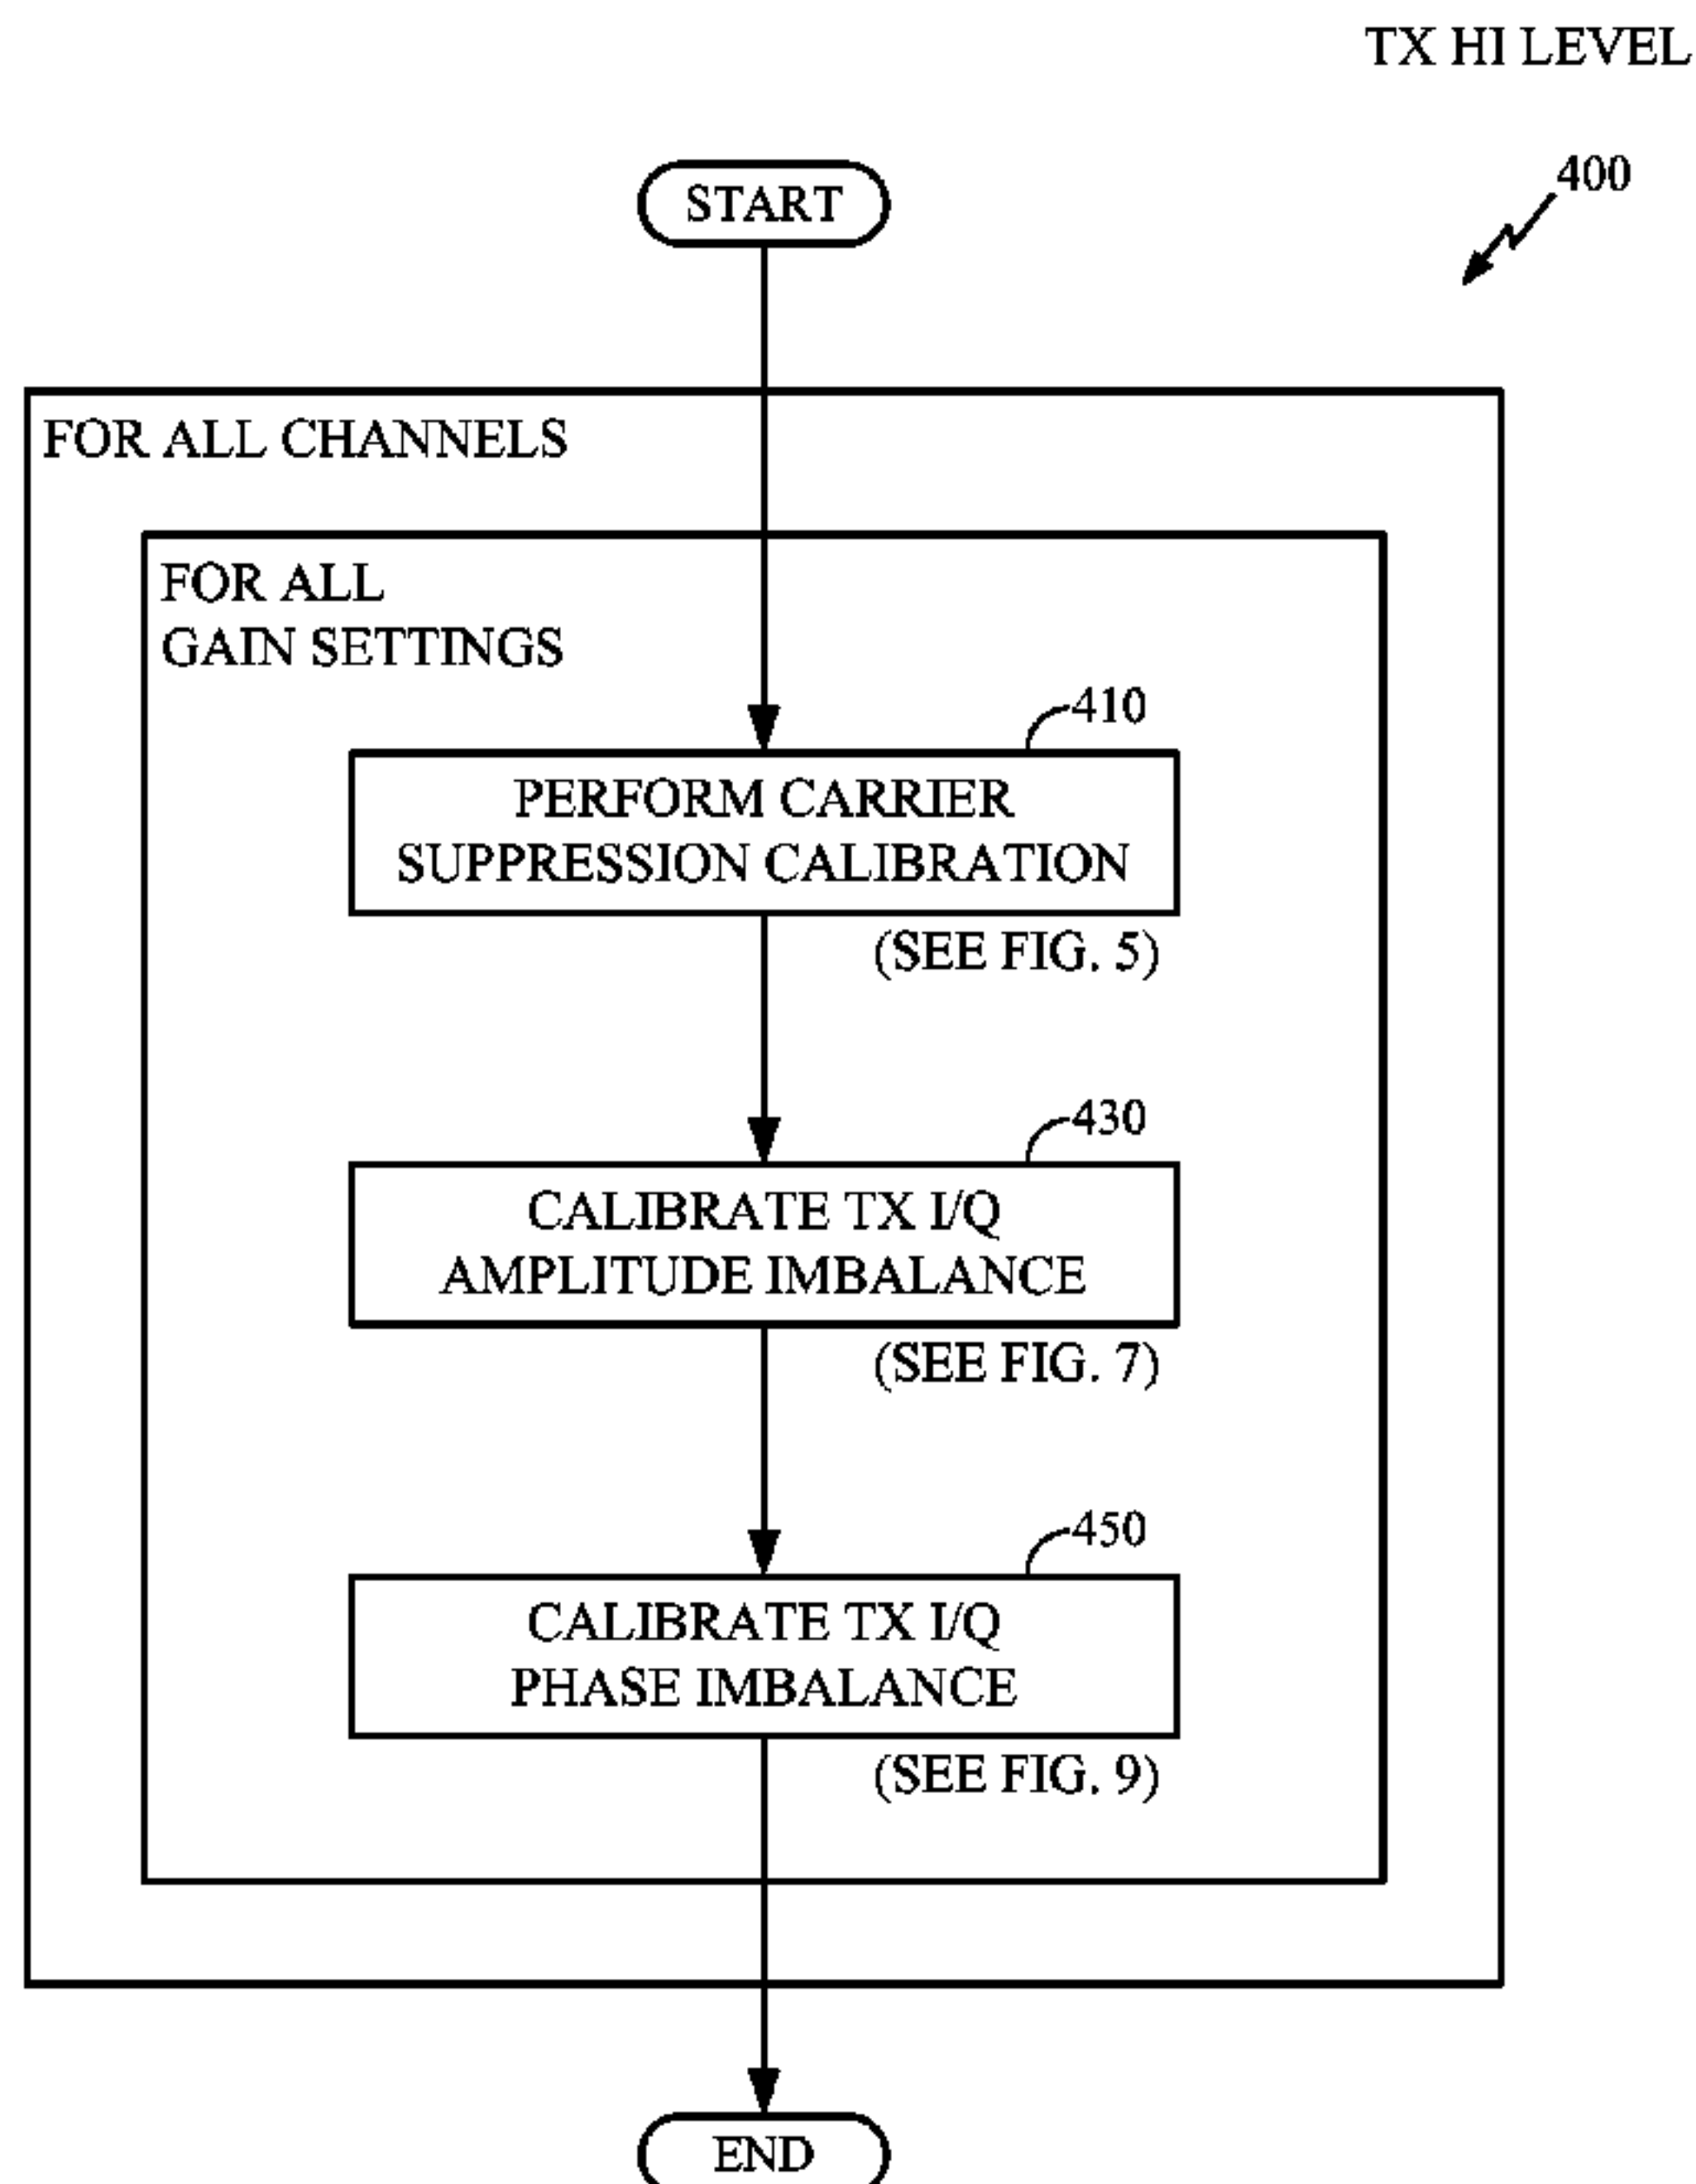 TX HI LEVEL
400
START
FOR ALL CHANNELS
FOR ALL
GAIN SETTINGS
410
PERFORM CARRIER
SUPPRESSION CALIBRATION
(SEE FIG. 5)
430
CALIBRATE TX I/Q
AMPLITUDE IMBALANCE
(SEE FIG. 7)
450
CALIBRATE TX I/Q
PHASE IMBALANCE
(SEE FIG. 9)
END